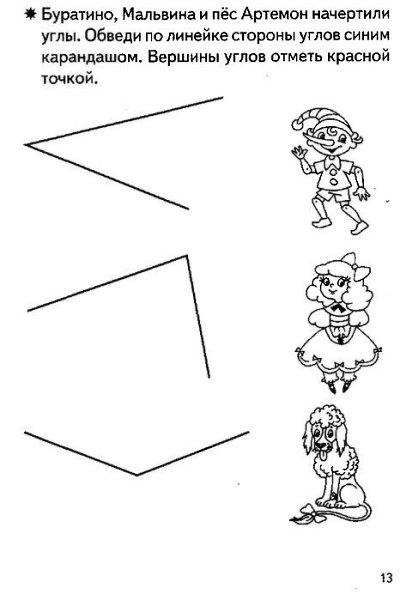 ✷ Буратино, Мальвина и пёс Артемон начертили
углы. Обведи по линейке стороны углов синим
карандашом. Вершины углов отметь красной
точкой.
13